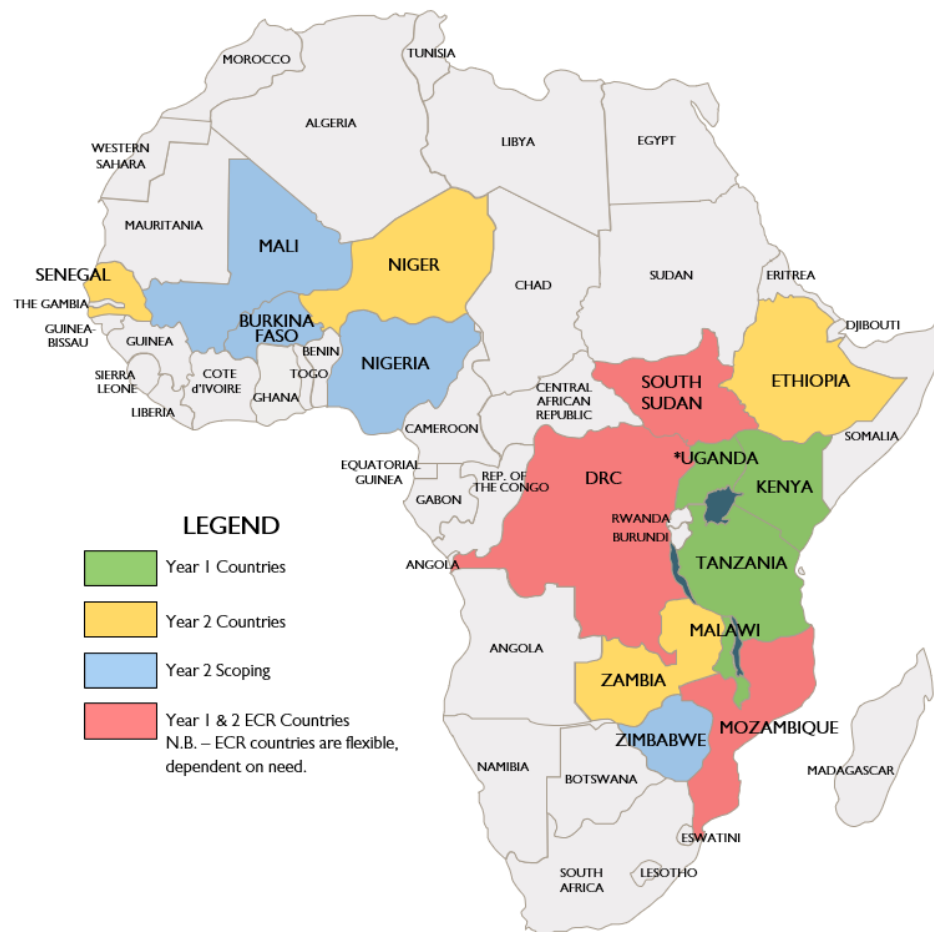 MOROCCO
TUNISIA
ALGERIA
LIBYA
EGYPT
WESTERN
SAHARA
MAURITANIA
MALI
NIGER
CHAD
SUDAN
ERITREA
SENEGAL
THE GAMBIA
GUINEA-
BISSAU
GUINEA
BURKINA
FASO
BENIN
TOGO
NIGERIA
DJIBOUTI
SIERRA
LEONE
COTE
d'IVOIRE
GHANA
LIBERIA
CENTRAL
AFRICAN
REPUBLIC
SOUTH
SUDAN
ETHIOPIA
SOMALIA
CAMEROON
EQUATORIAL
GUINEA
GABON
REP. OF
THE CONGO
DRC
*UGANDA
KENYA
RWANDA
BURUNDI
TANZANIA
ANGOLA
ANGOLA
MALAWI
ZAMBIA
MOZAMBIQUE
ZIMBABWE
NAMIBIA
BOTSWANA
MADAGASCAR
ESWATINI
LESOTHO
SOUTH
AFRICA
LEGEND
Year 1 Countries
Year 2 Countries
Year 2 Scoping
Year 1 & 2 ECR Countries
N.B. – ECR countries are flexible,
dependent on need.